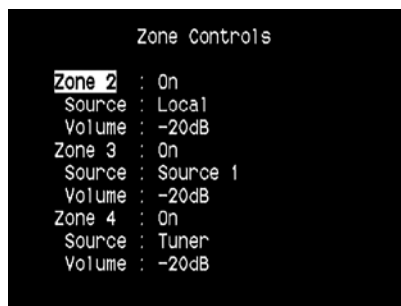 Zone Controls
Zone 2 : On
Source : Local
Volume : -20dB
Zone 3 : On
Source : Source 1
Volume : -20dB
Zone 4 : On
Source : Tuner
Volume : -20dB